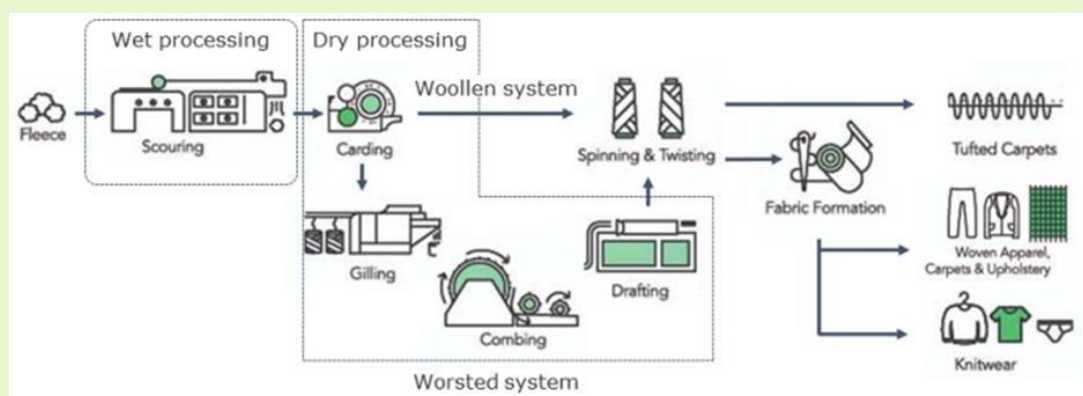 Wet processing
Dry processing
Woollen system
Fleece
Scouring
Carding
Spinning & Twisting
Tufted Carpets
Fabric Formation
Gilling
Combing
Drafting
Woven Apparel,
Carpets & Upholstery
Knitwear
Worsted system